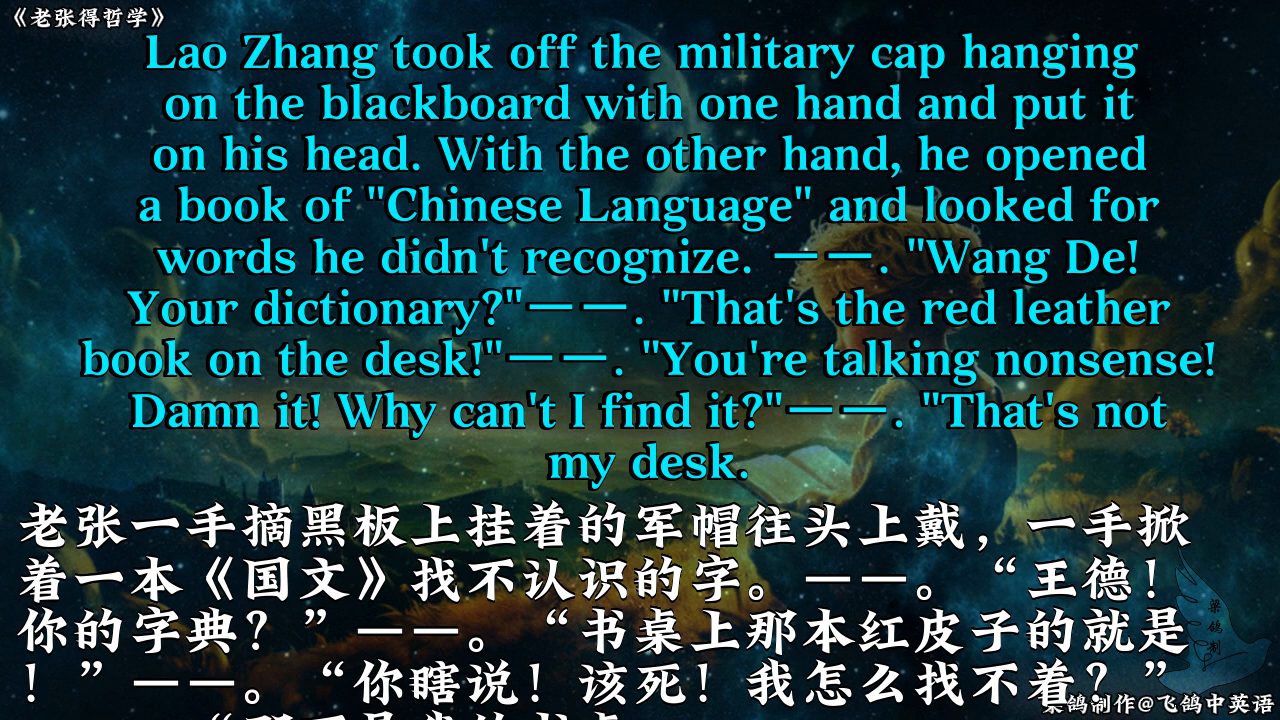 《老张得哲学》
Lao Zhang took off the military cap hanging
on the blackboard with one hand and put it
on his head. With the other hand, he opened
a book of "Chinese Language" and looked for
words he didn't recognize. ——. "Wang De!
Your dictionary?"——. "That's the red leather
book on the desk!"——. "You're talking nonsense!
Damn it! Why can't I find it?"——. "That's not
my desk.
老张一手摘黑板上挂着的军帽往头上戴，一手掀
着一本《国文》找不认识的字。——。“王德！
你的字典？”——。“书桌上那本红皮子的就是
！”——。“你瞎说！该死！我怎么找不着？”
梁鸽制
梁鸽制作@飞鸽中英语